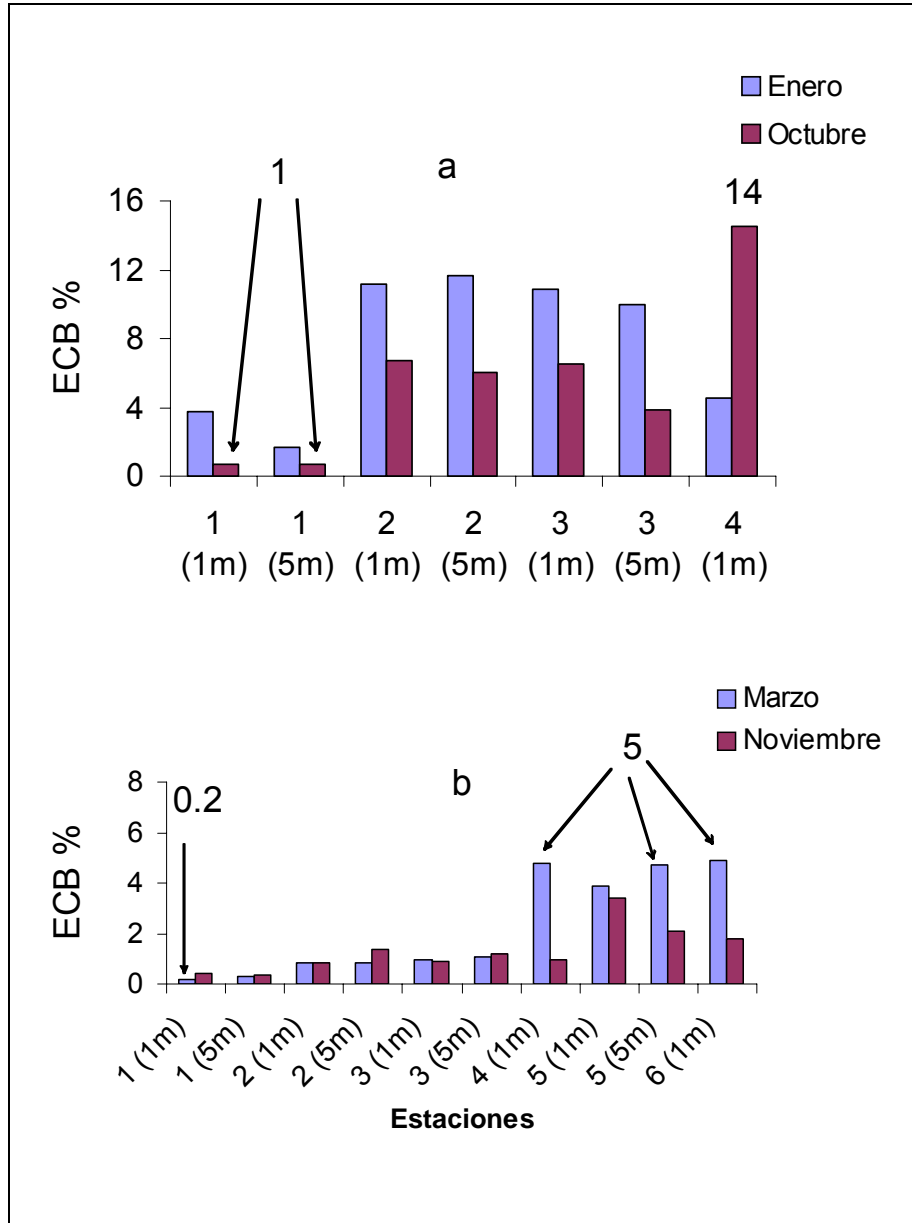 Enero
Octubre
1
a
14
16
12
8
4
0
ECB %
1 1 2 2 3 3 4
(1m) (5m) (1m) (5m) (1m) (5m) (1m)
Marzo
Noviembre
5
b
0.2
8
6
4
2
0
ECB %
1 (1m)
1 (5m)
2 (1m)
2 (5m)
3 (1m)
3 (5m)
4 (1m)
5 (1m)
5 (5m)
6 (1m)
Estaciones